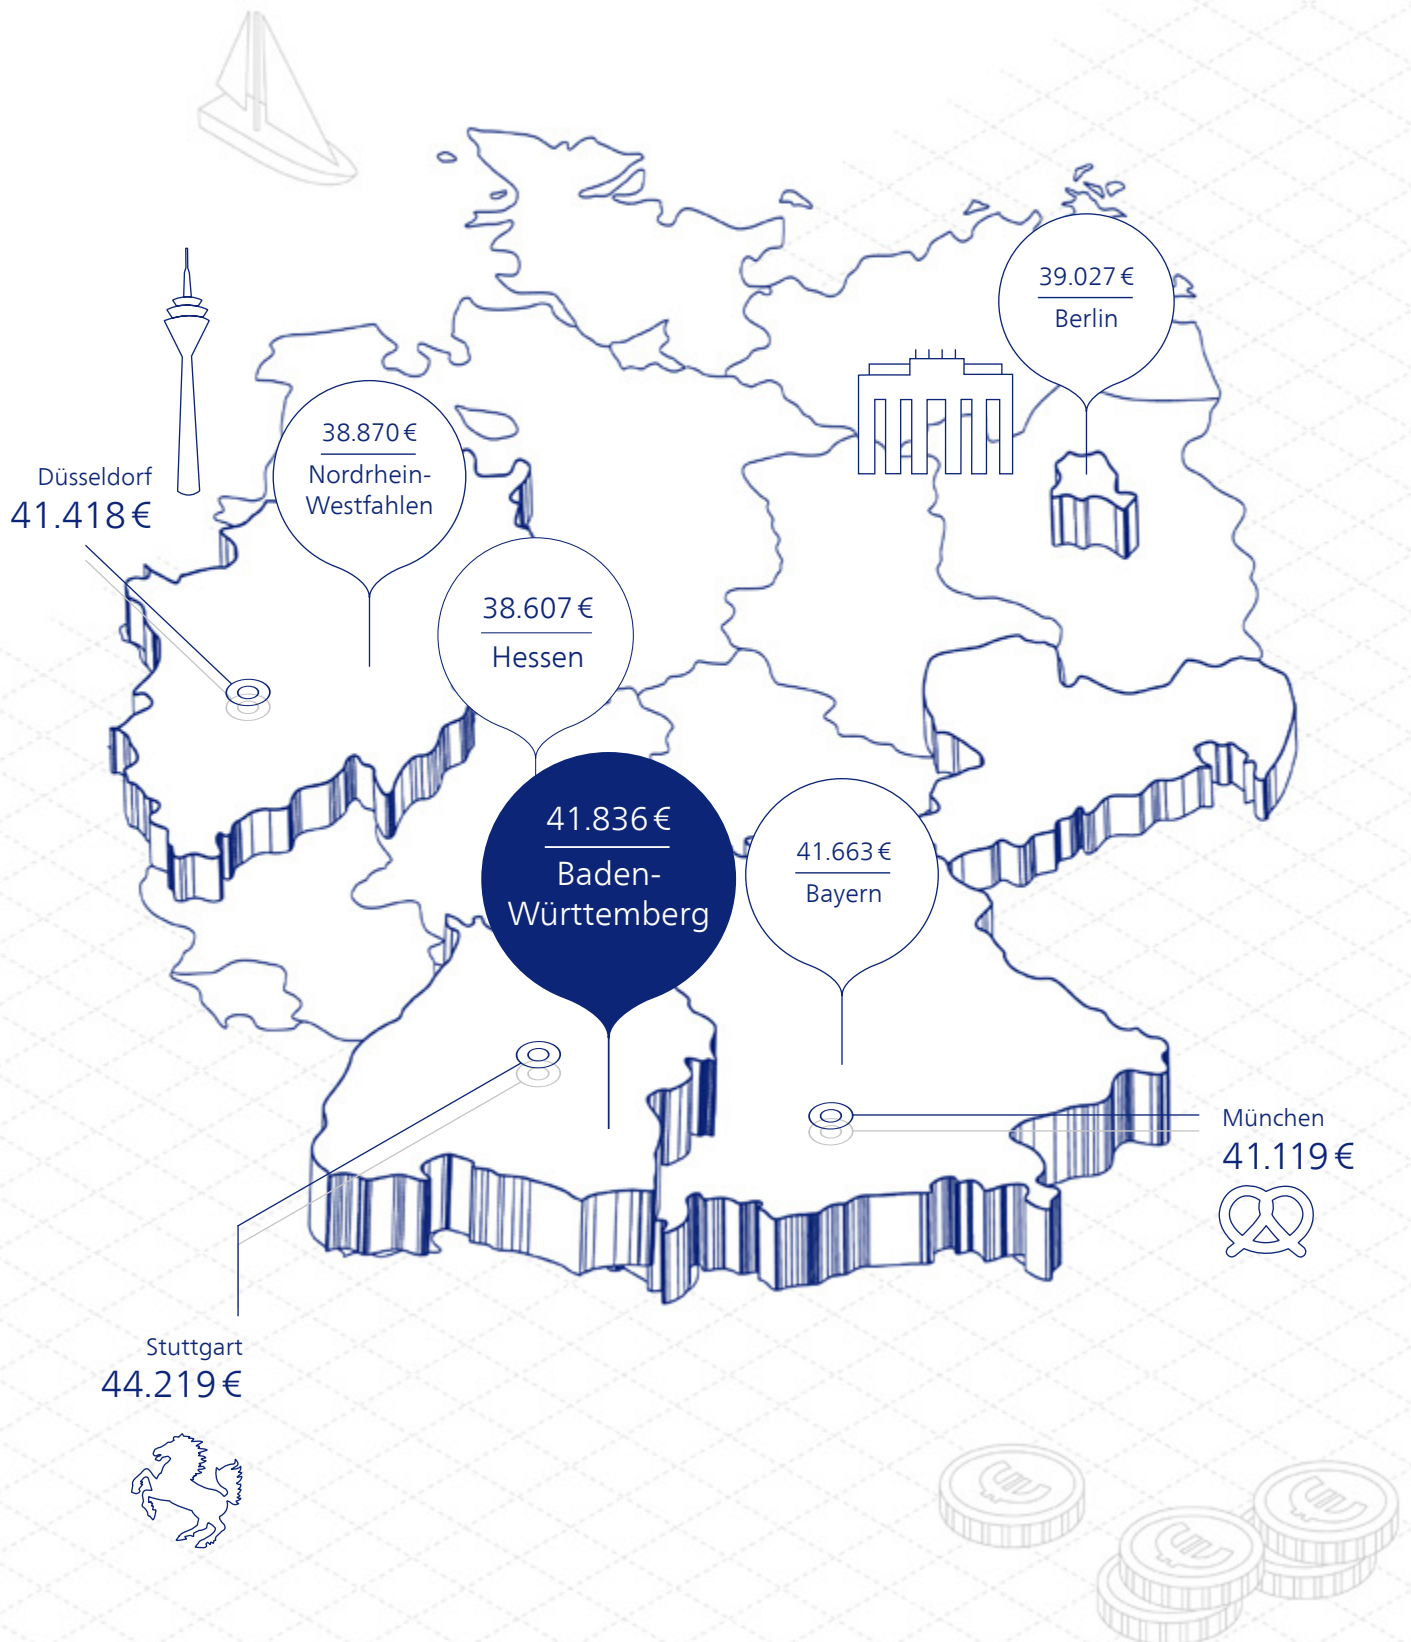 39.027 €
Berlin
38.870 €
Nordrhein-
Westfahlen
Düsseldorf
41.418 €
38.607 €
Hessen
41.836 €
Baden-
Württemberg
41.663 €
Bayern
München
41.119 €
Stuttgart
44.219 €